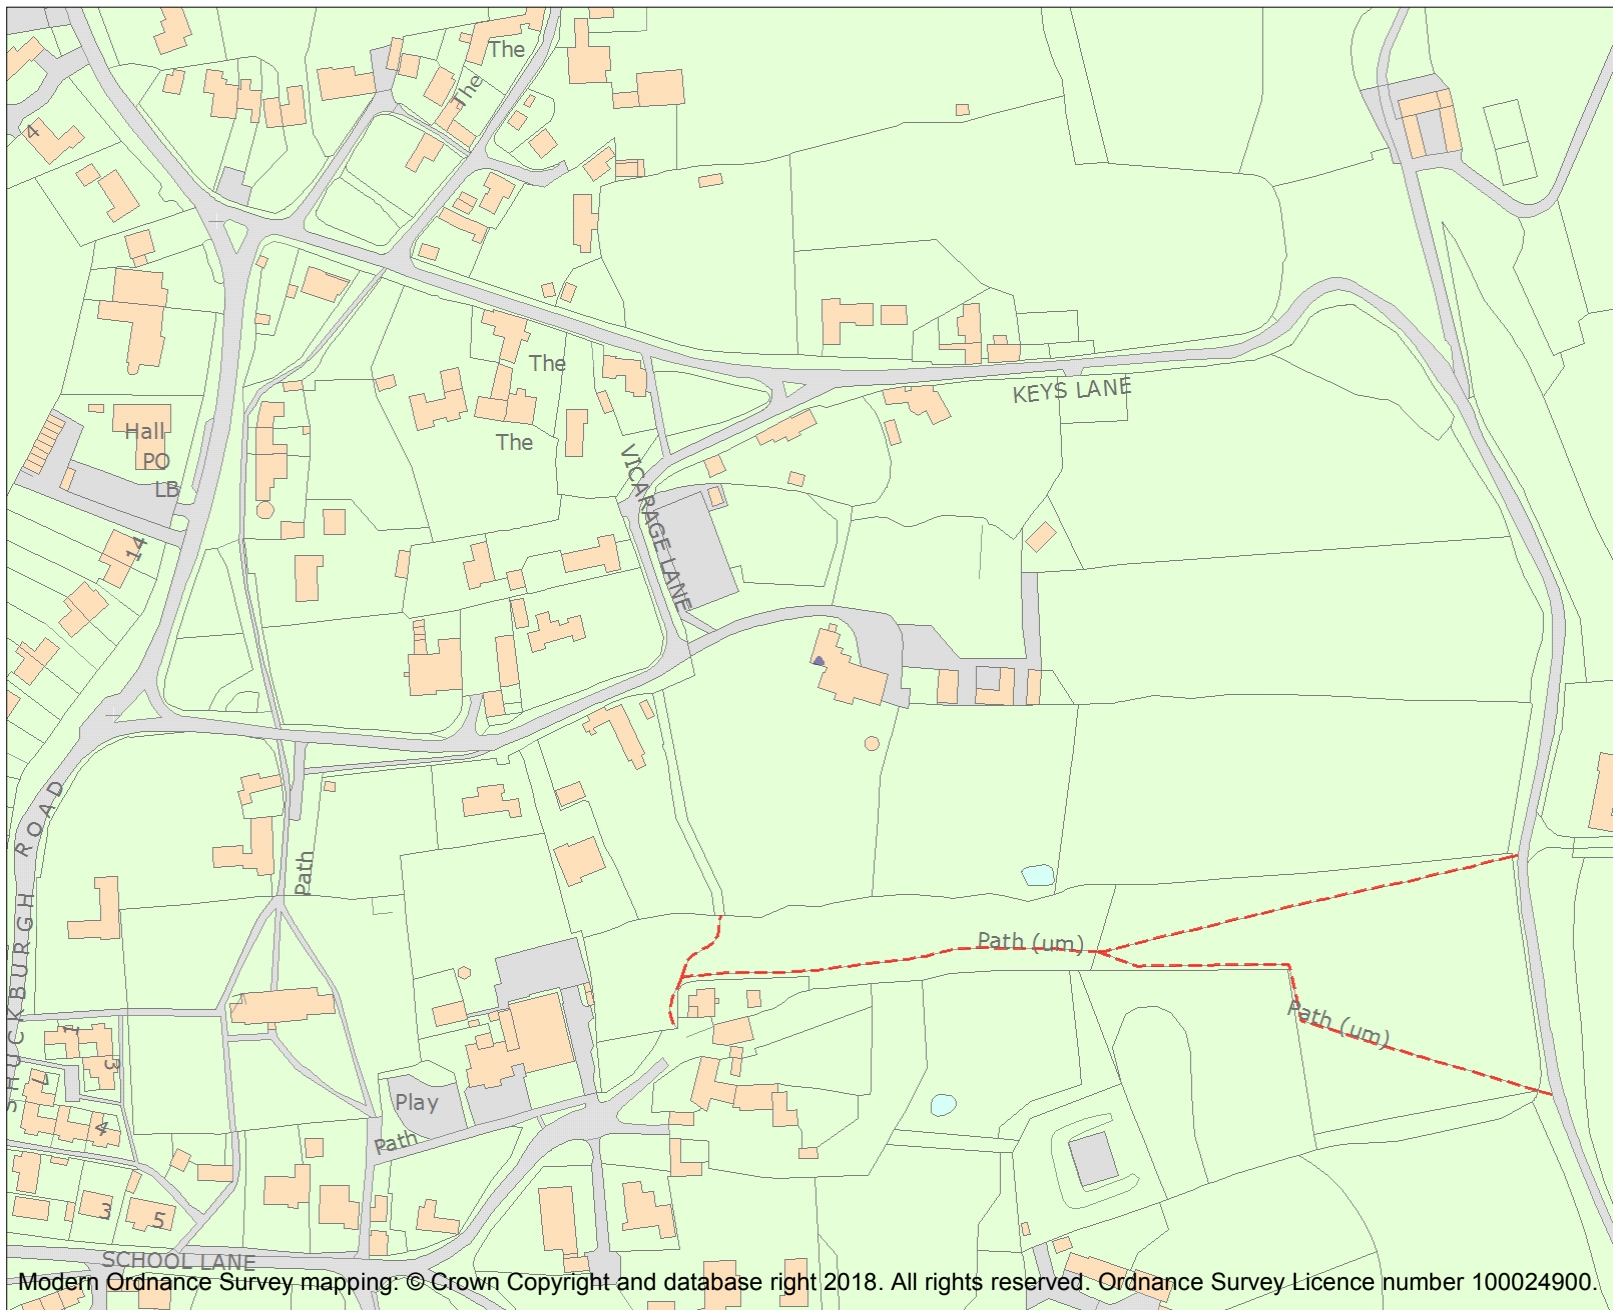 The
The
4
The
KEYS LANE
Hall
The
PO
LB
VICARAGE LANE
14
SHUCKBURGH ROAD
Path
Path (um)
Path (um)
1
3
7
Play
4
Path
3
5
SCHOOL LANE
Modern Ordnance Survey mapping: © Crown Copyright and database right 2018. All rights reserved. Ordnance Survey Licence number 100024900.